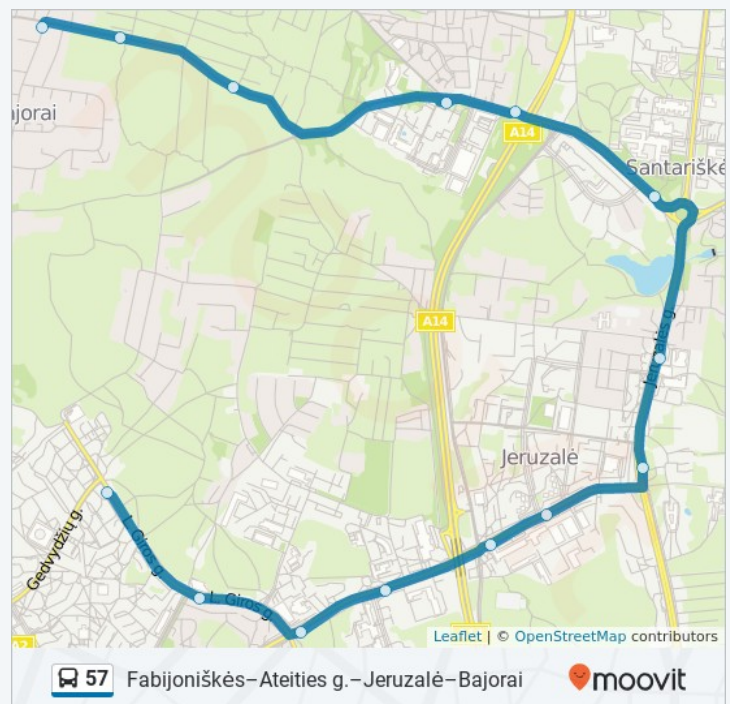 ajorai
A14
Santariškė
A14
Jeruzalės g.
Jeruzalė
Gedvydžių g.
L. Giros g.
L. Giros g.
Leaflet | © OpenStreetMap contributors
57 Fabijoniškės–Ateities g.–Jeruzalė–Bajorai
moovit